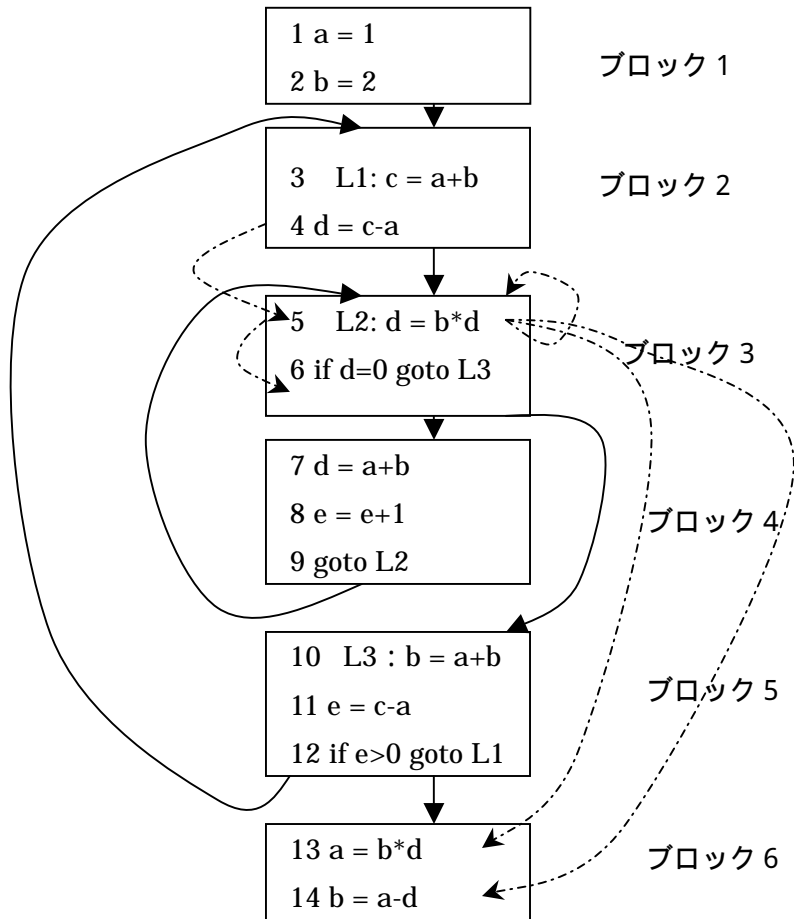 1 a = 1
2 b = 2
ブロック 1
3 L1: c = a+b
4 d = c-a
ブロック 2
5 L2: d = b*d
6 if d=0 goto L3
ブロック 3
7 d = a+b
8 e = e+1
9 goto L2
ブロック 4
10 L3：b = a+b
11 e = c-a
12 if e>0 goto L1
ブロック 5
13 a = b*d
14 b = a-d
ブロック 6